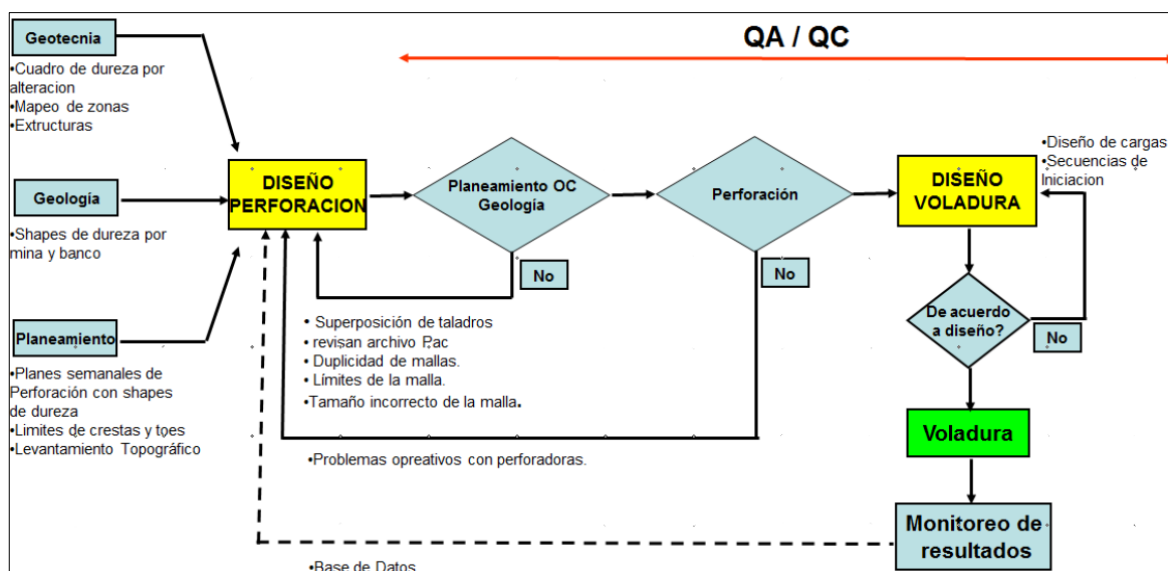 QA / QC
Geotecnia
•Cuadro de dureza por
alteracion
•Mapeo de zonas
•Extructuras
Geología
•Shapes de dureza por
mina y banco
Planeamiento
•Planes semanales de
Perforación con shapes
de dureza
•Limites de crestas y toes
•Levantamiento Topográfico
DISEÑO
PERFORACION
Planeamiento OC
Geología
No
• Superposición de taladros
• revisan archivo Pac
• Duplicidad de mallas.
• Límites de la malla.
•Tamaño incorrecto de la malla.
Perforación
No
•Problemas opreativos con perforadoras.
DISEÑO
VOLADURA
•Diseño de cargas
•Secuencias de
Iniciacion
De acuerdo
a diseño?
No
Voladura
Monitoreo de
resultados
•Base de Datos